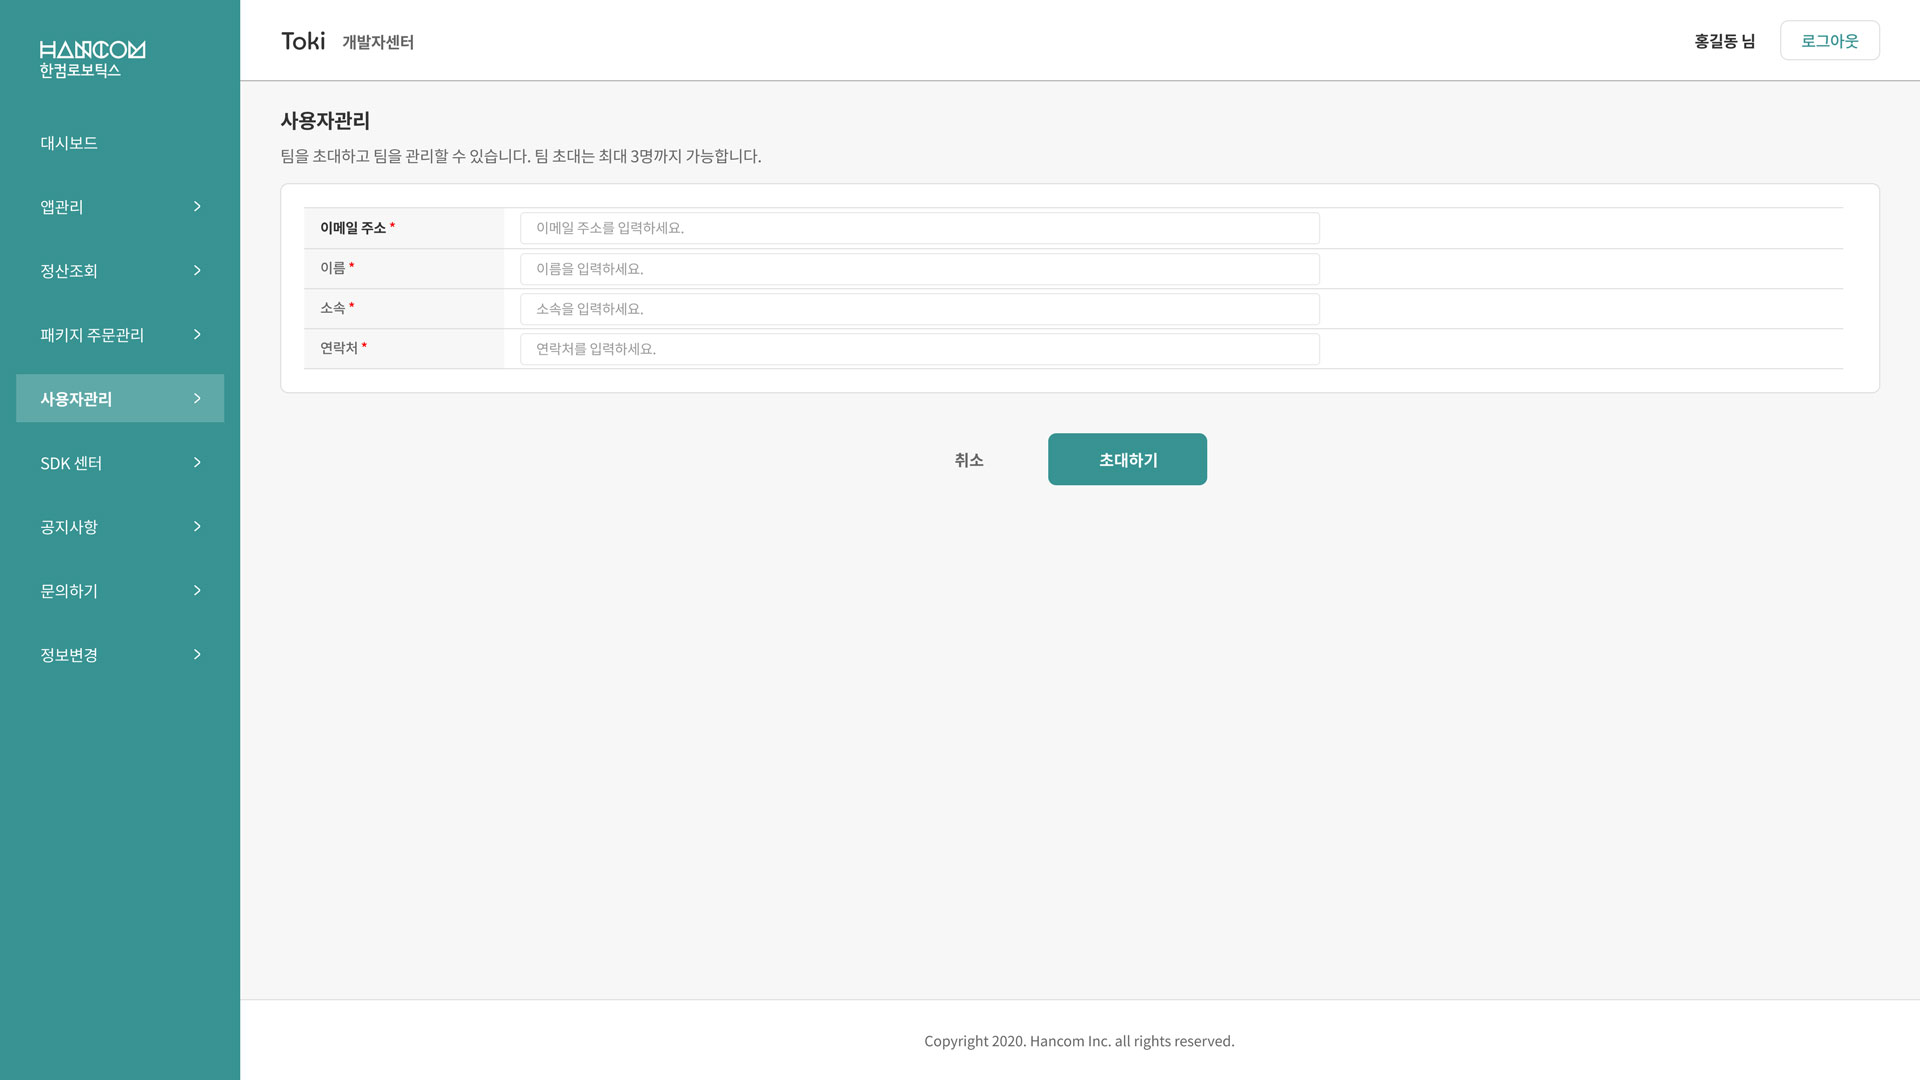 HANCOM
한컴로보틱스
대시보드
앱관리
정산조회
패키지 주문관리
사용자관리
SDK 센터
공지사항
문의하기
정보변경
Toki 개발자센터
홍길동 님
로그아웃
사용자관리
팀을 초대하고 팀을 관리할 수 있습니다. 팀 초대는 최대 3명까지 가능합니다.
이메일 주소 * 이메일 주소를 입력하세요.
이름 * 이름을 입력하세요.
소속 * 소속을 입력하세요.
연락처 * 연락처를 입력하세요.
취소 초대하기
Copyright 2020. Hancom Inc. all rights reserved.